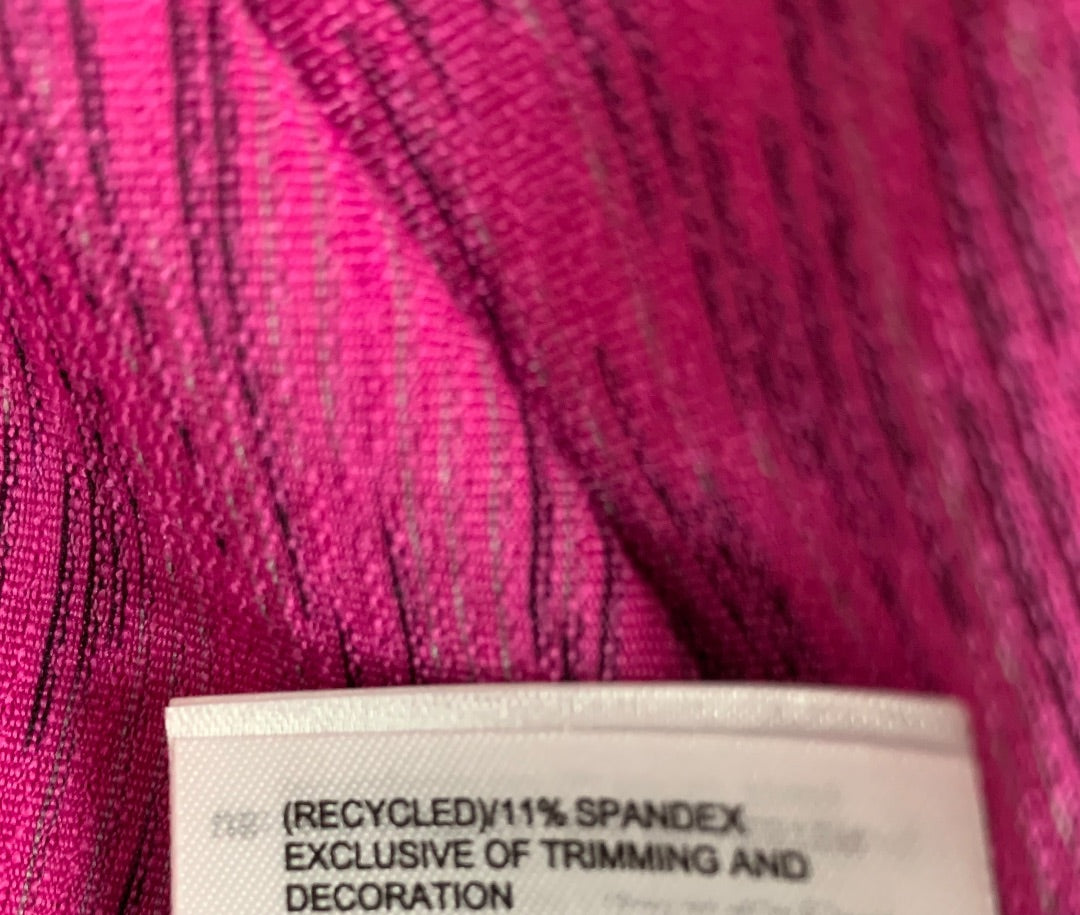 (RECYCLED)/11% SPANDEX
EXCLUSIVE OF TRIMMING AND
DECORATION